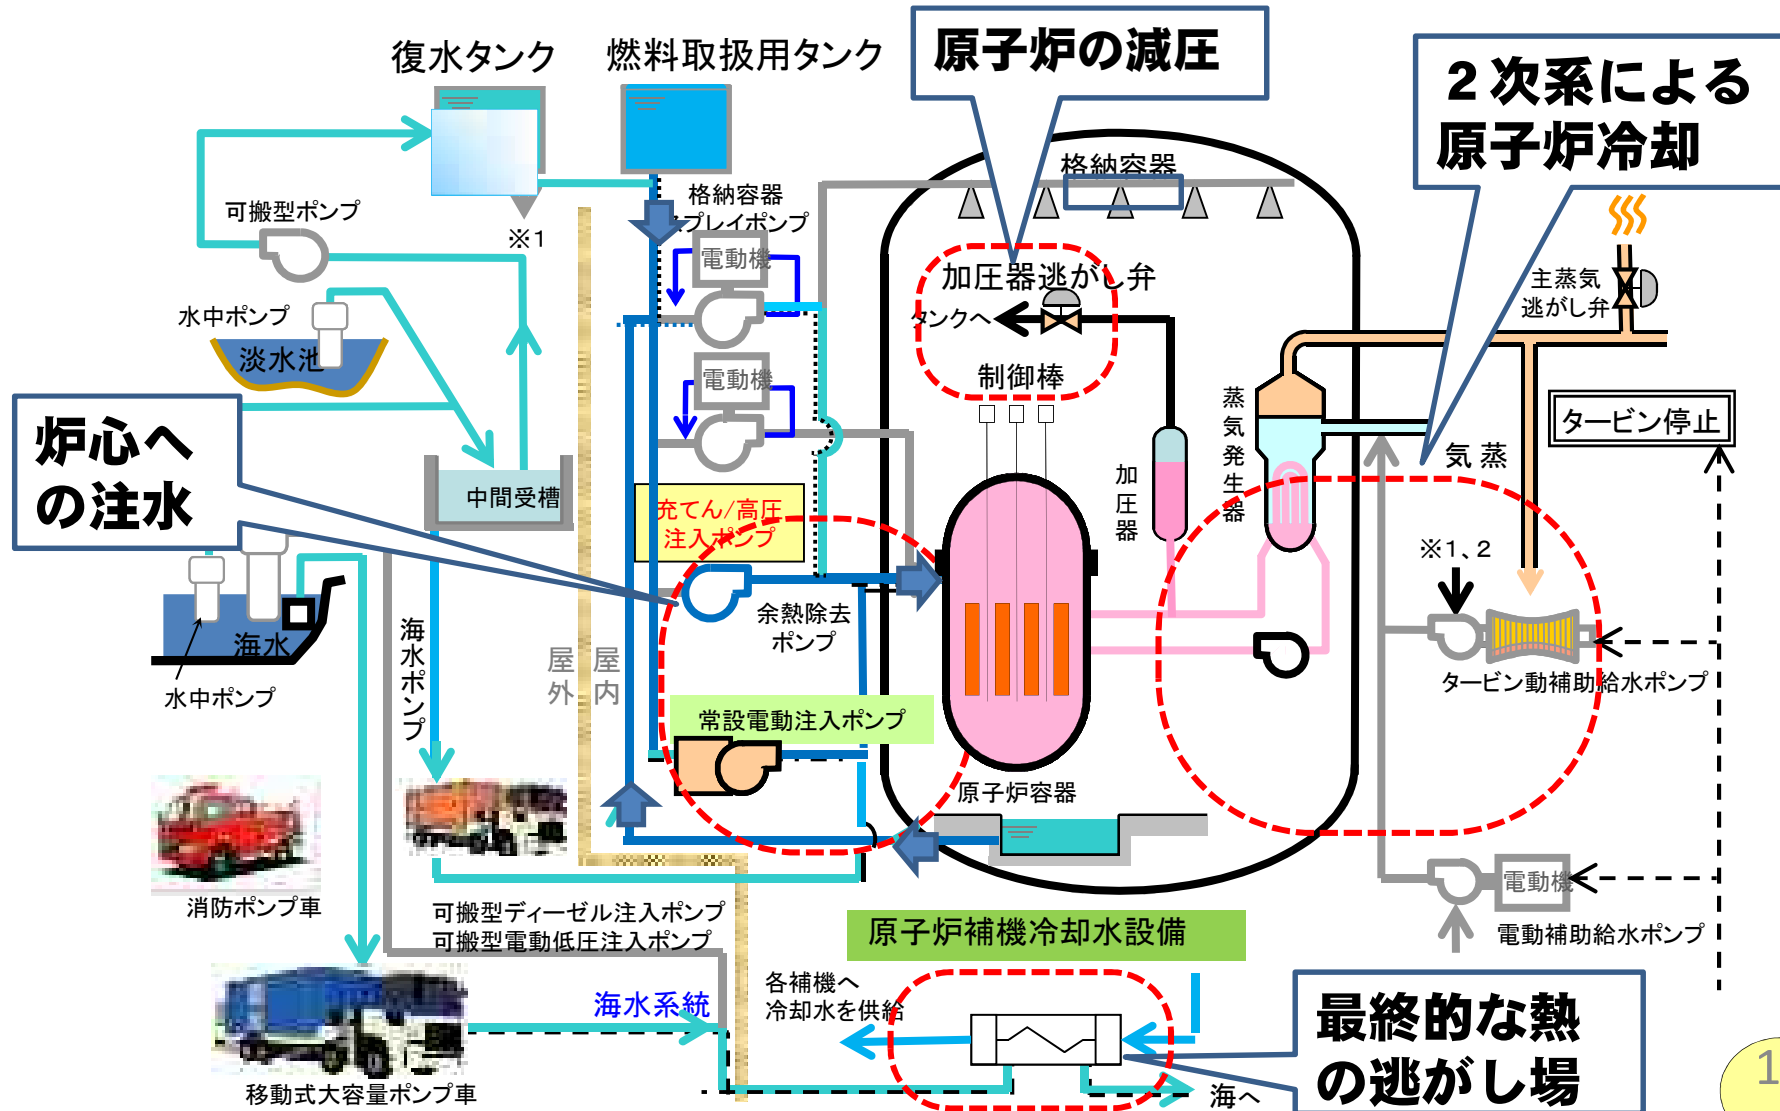 復水タンク
燃料取扱用タンク
原子炉の減圧
２次系による
原子炉冷却
格納容器
可搬型ポンプ
※１
格納容器
スプレイポンプ
電動機
加圧器逃がし弁
タンクへ
制御棒
主蒸気
逃がし弁
水中ポンプ
淡水池
電動機
蒸気発生器
加圧器
タービン停止
気 蒸
炉心へ
の注水
中間受槽
充てん/高圧
注入ポンプ
※１、２
余熱除去
ポンプ
海水
水中ポンプ
海水ポンプ
屋外
屋内
タービン動補助給水ポンプ
常設電動注入ポンプ
原子炉容器
消防ポンプ車
可搬型ディーゼル注入ポンプ
可搬型電動低圧注入ポンプ
原子炉補機冷却水設備
電動機
電動補助給水ポンプ
各補機へ
冷却水を供給
海水系統
最終的な熱
の逃がし場
移動式大容量ポンプ車
海へ
1